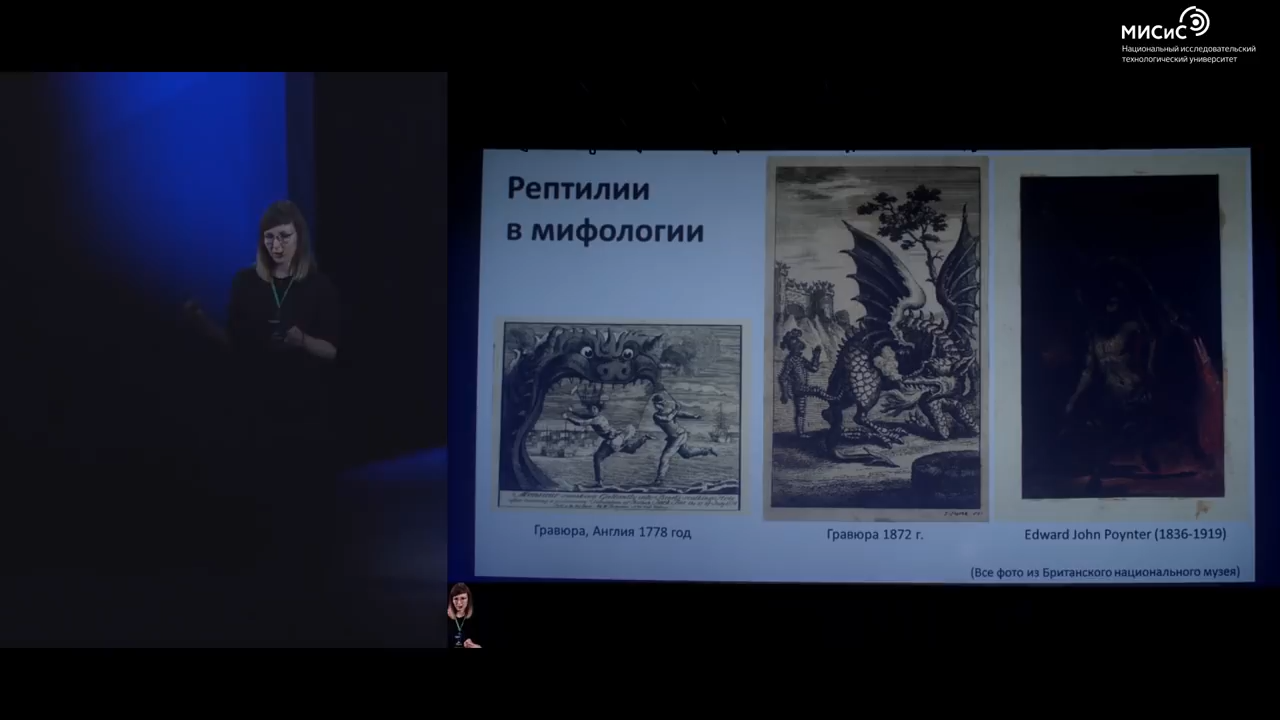 МИСиС
Национальный исследовательский
технологический университет
Рептилии
в мифологии
Гравюра, Англия 1778 год
Гравюра 1872 г.
Edward John Poynter (1836-1919)
(Все фото из Британского национального музея)